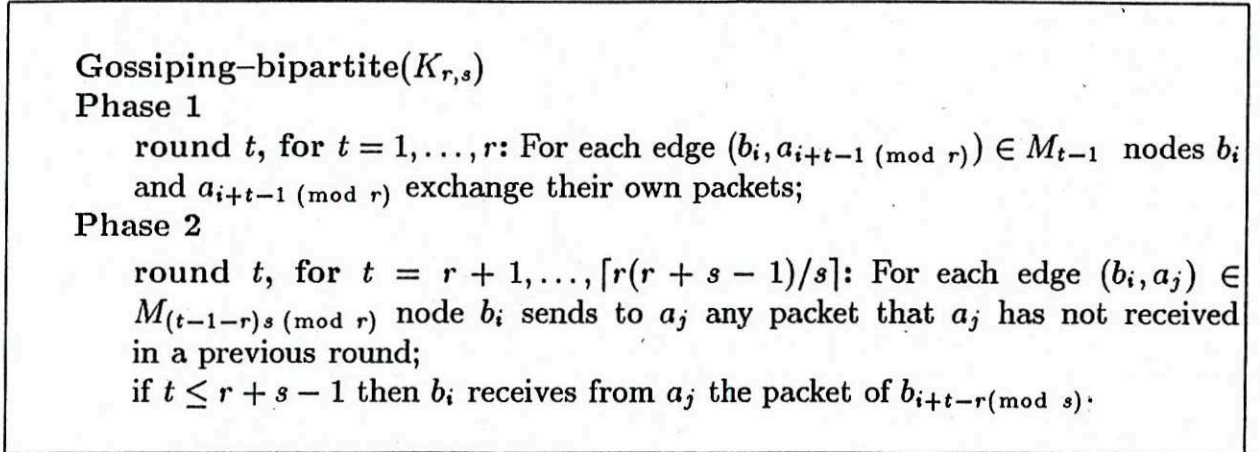 Gossiping–bipartite(K_{r,s})
Phase 1
round t, for t = 1, . . . , r: For each edge (b_i, a_{i+t−1 (mod r)}) ∈ M_{t−1} nodes b_i
and a_{i+t−1 (mod r)} exchange their own packets;
Phase 2
round t, for t = r + 1, . . . , ⌈r(r + s − 1)/s⌉: For each edge (b_i, a_j) ∈
M_{(t−1−r)s (mod r)} node b_i sends to a_j any packet that a_j has not received
in a previous round;
if t ≤ r + s − 1 then b_i receives from a_j the packet of b_{i+t−r(mod s)}.